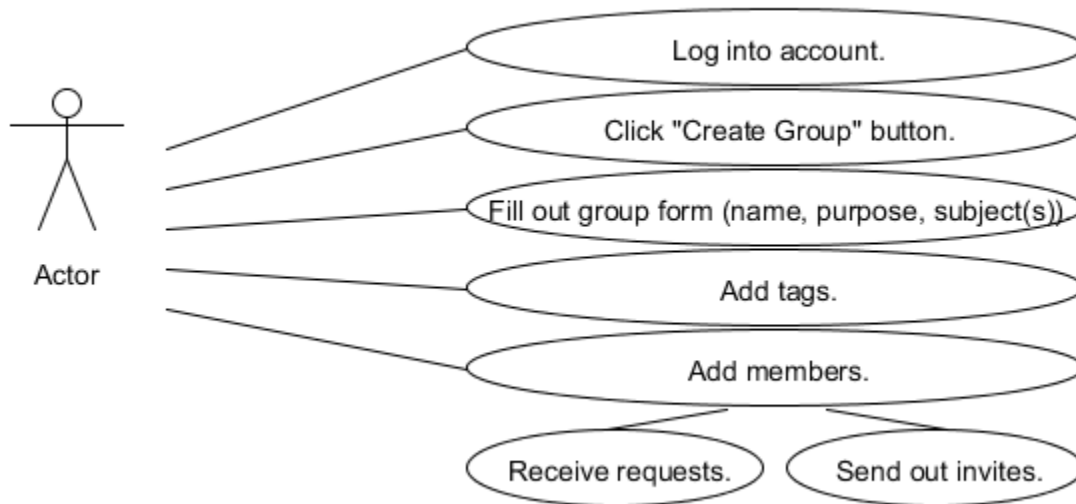 Log into account.
Click "Create Group" button.
Fill out group form (name, purpose, subject(s))
Actor
Add tags.
Add members.
Receive requests.
Send out invites.